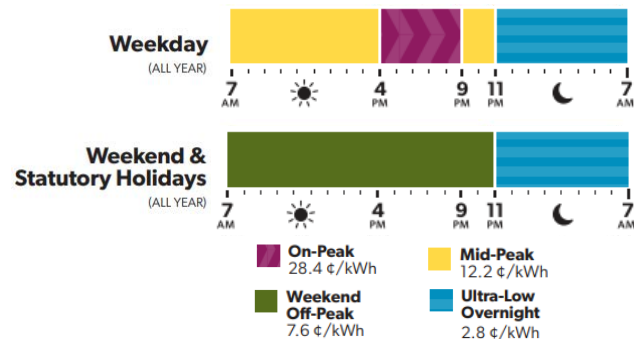 Weekday
(ALL YEAR)
7 4 9 11 7
AM PM PM PM AM
Weekend &
Statutory Holidays
(ALL YEAR)
7 4 9 11 7
AM PM PM PM AM
On-Peak
28.4 ¢/kWh
Mid-Peak
12.2 ¢/kWh
Weekend
Off-Peak
7.6 ¢/kWh
Ultra-Low
Overnight
2.8 ¢/kWh